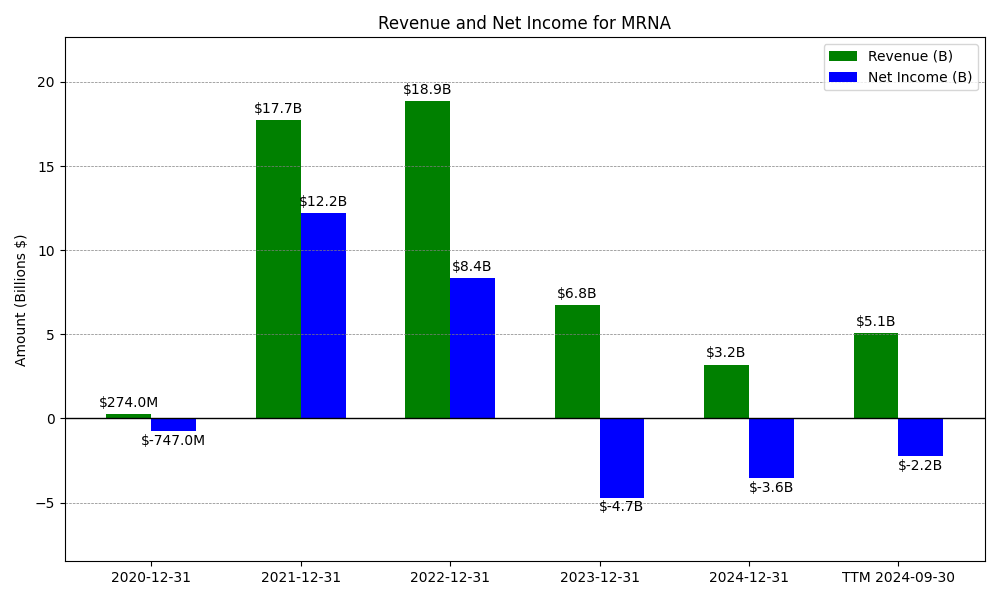 Revenue and Net Income for MRNA
Revenue (B)
Net Income (B)
Amount (Billions $)
20
15
10
5
0
−5
$274.0M
$-747.0M
$17.7B
$12.2B
$18.9B
$8.4B
$6.8B
$-4.7B
$3.2B
$-3.6B
$5.1B
$-2.2B
2020-12-31
2021-12-31
2022-12-31
2023-12-31
2024-12-31
TTM 2024-09-30